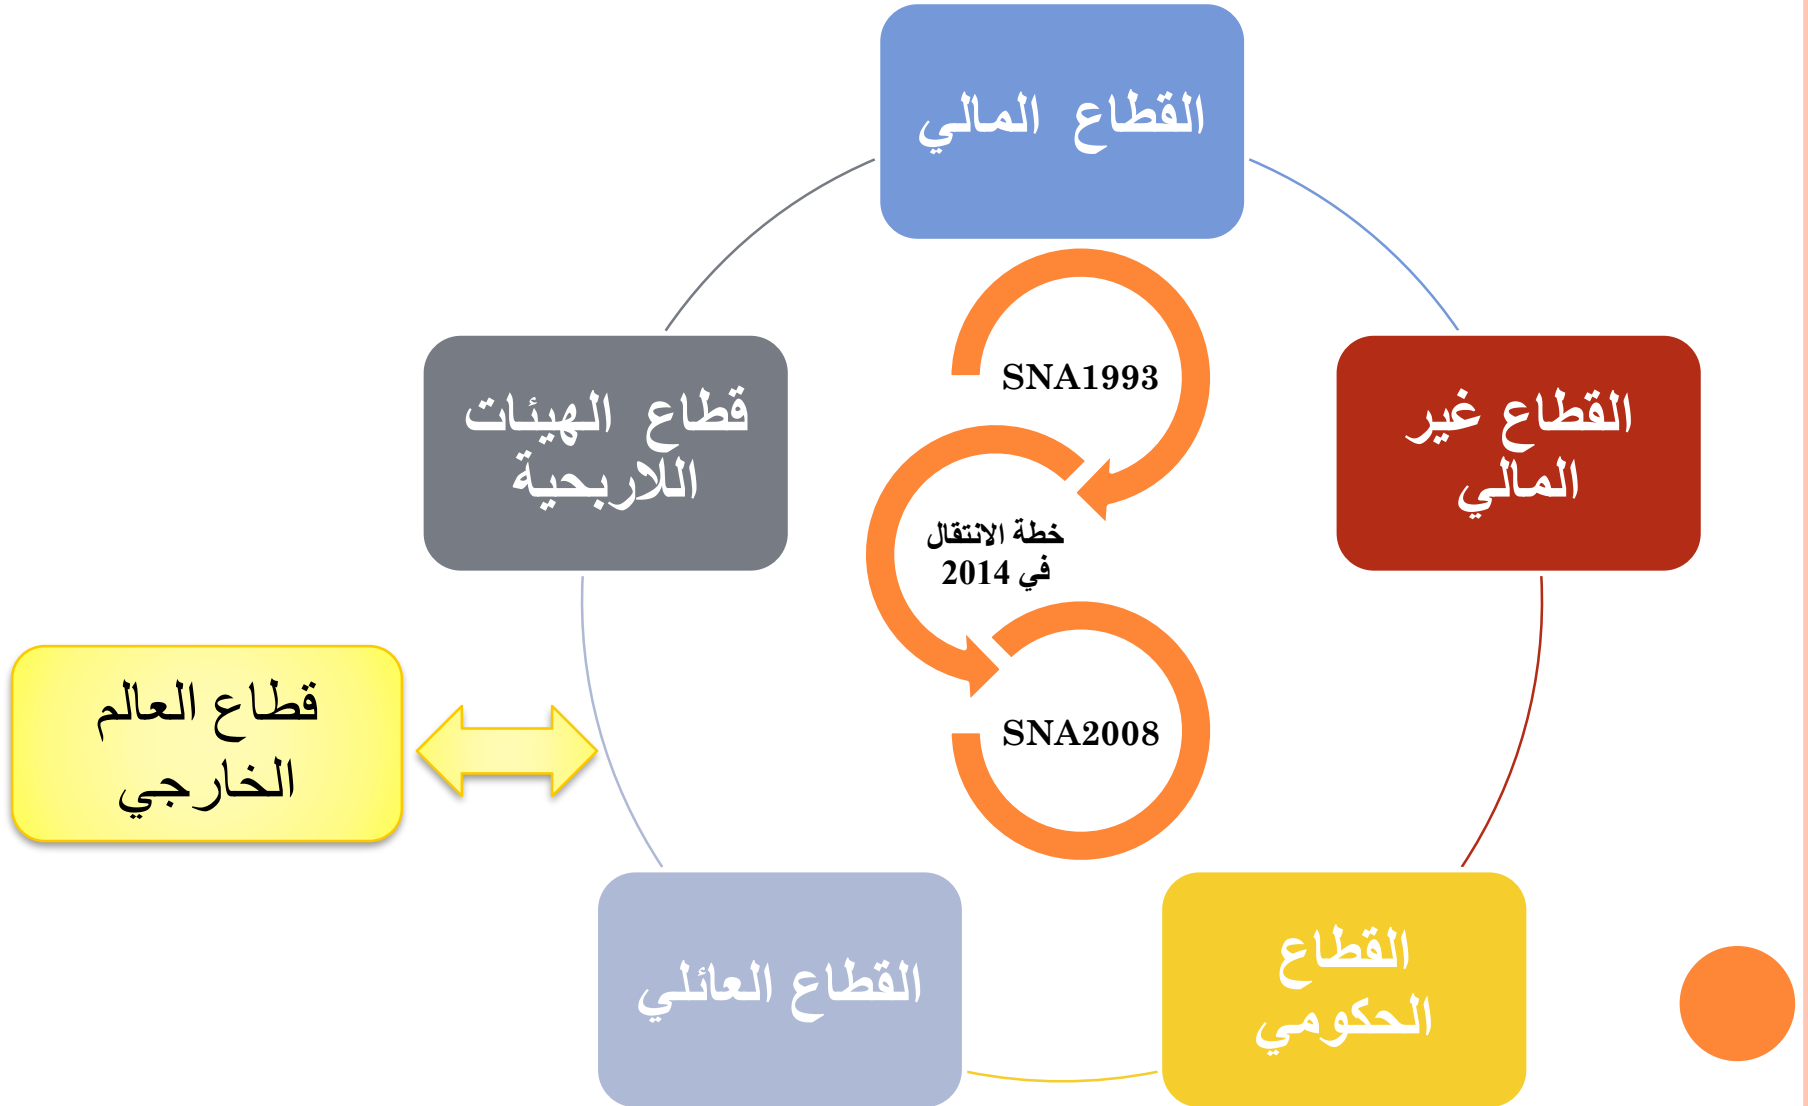 القطاع المالي
القطاع غير
المالي
القطاع
الحكومي
القطاع العائلي
قطاع الهيئات
اللاربحية
قطاع العالم
الخارجي
SNA1993
خطة الانتقال
في 2014
SNA2008